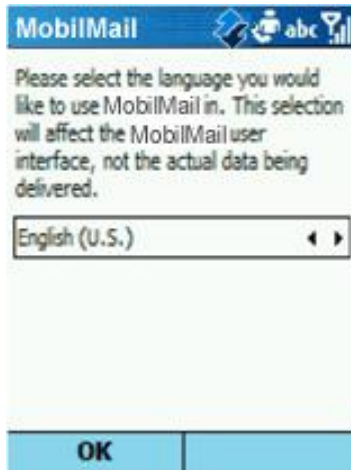 MobilMail abc
Please select the language you would
like to use MobilMail in. This selection
will affect the MobilMail user
interface, not the actual data being
delivered.
English (U.S.)
OK